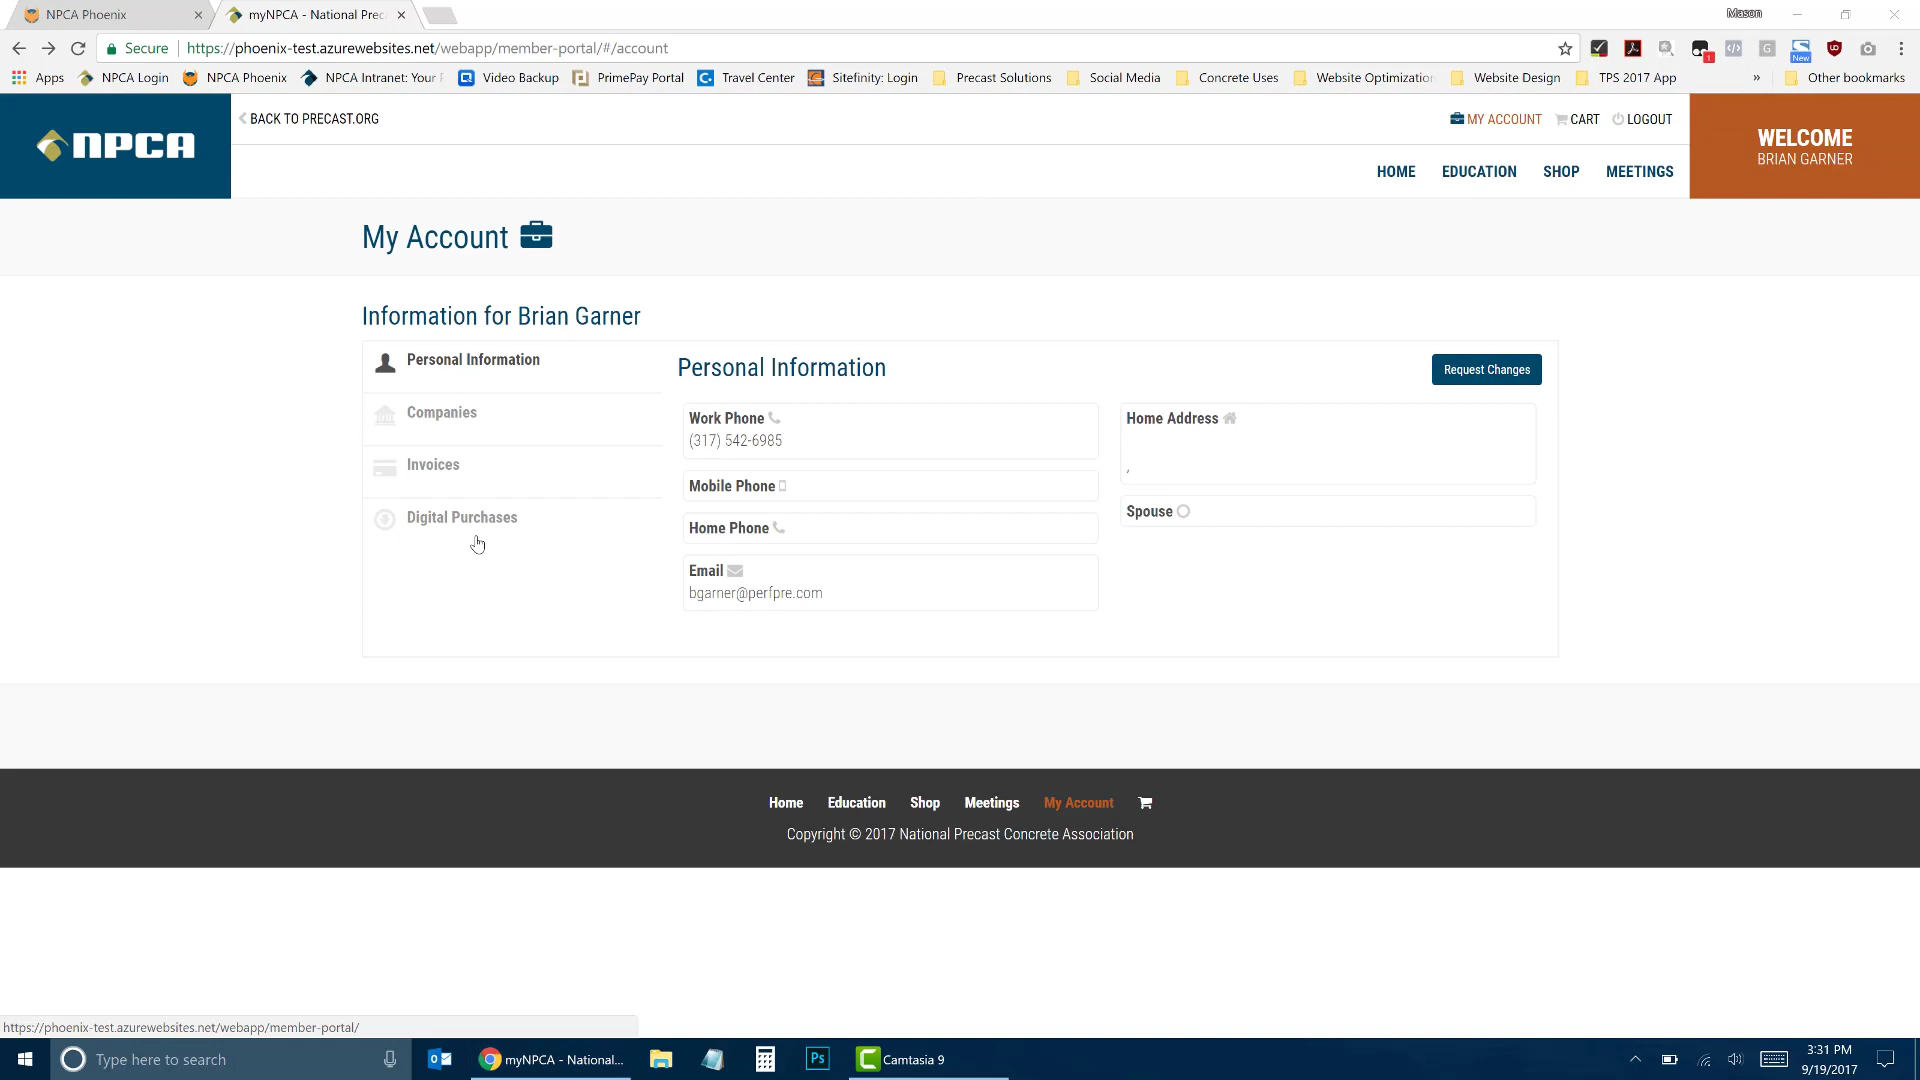 NPCA Phoenix
myNPCA - National Prec
Mason
Secure
https://phoenix-test.azurewebsites.net/webapp/member-portal/#/account
New
1
Apps
NPCA Login
NPCA Phoenix
NPCA Intranet: Your
Video Backup
PrimePay Portal
Travel Center
Sitefinity: Login
Precast Solutions
Social Media
Concrete Uses
Website Optimization
Website Design
TPS 2017 App
»
Other bookmarks
NPCA
BACK TO PRECAST.ORG
MY ACCOUNT
CART
LOGOUT
HOME
EDUCATION
SHOP
MEETINGS
WELCOME
BRIAN GARNER
My Account
Information for Brian Garner
Personal Information
Companies
Invoices
Digital Purchases
Personal Information
Request Changes
Work Phone
(317) 542-6985
Mobile Phone
Home Phone
Email
bgarner@perfpre.com
Home Address
,
Spouse
Home
Education
Shop
Meetings
My Account
Copyright © 2017 National Precast Concrete Association
https://phoenix-test.azurewebsites.net/webapp/member-portal/
Type here to search
myNPCA - National...
Ps
Camtasia 9
3:31 PM
9/19/2017